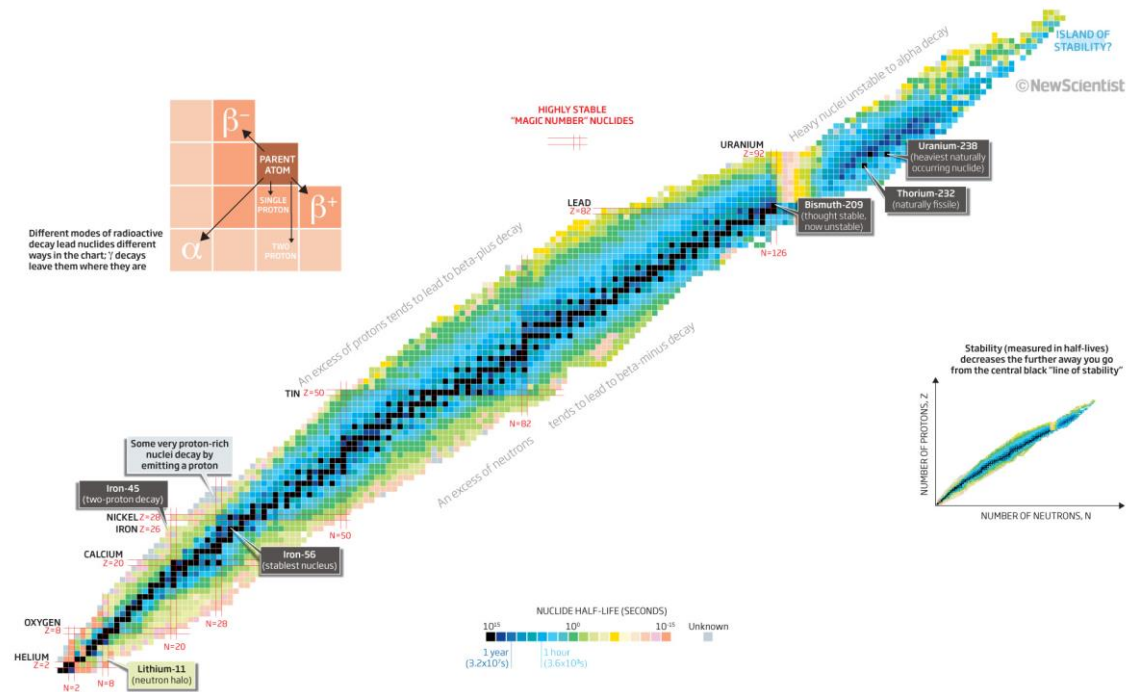 ISLAND OF
STABILITY?
©NewScientist
Heavy nuclei unstable to alpha decay
HIGHLY STABLE
"MAGIC NUMBER" NUCLIDES
β−
PARENT
ATOM
SINGLE
PROTON
β+
α
TWO
PROTON
Different modes of radioactive
decay lead nuclides different
ways in the chart; 'γ' decays
leave them where they are
URANIUM
Z=92
Uranium-238
(heaviest naturally
occurring nuclide)
Thorium-232
(naturally fissile)
LEAD
Z=82
Bismuth-209
(thought stable,
now unstable)
N=126
An excess of protons tends to lead to beta-plus decay
TIN Z=50
N=82
An excess of neutrons tends to lead to beta-minus decay
Stability (measured in half-lives)
decreases the further away you go
from the central black "line of stability"
NUMBER OF PROTONS, Z
NUMBER OF NEUTRONS, N
Some very proton-rich
nuclei decay by
emitting a proton
Iron-45
(two-proton decay)
NICKEL Z=28
IRON Z=26
N=50
CALCIUM
Z=20
Iron-56
(stablest nucleus)
OXYGEN
Z=8
N=28
N=20
HELIUM
Z=2
Lithium-11
(neutron halo)
N=2
N=8
NUCLIDE HALF-LIFE (SECONDS)
10¹⁵ 10⁰ 10⁻¹⁵ Unknown
1 year 1 hour
(3.2x10⁷s) (3.6x10³s)